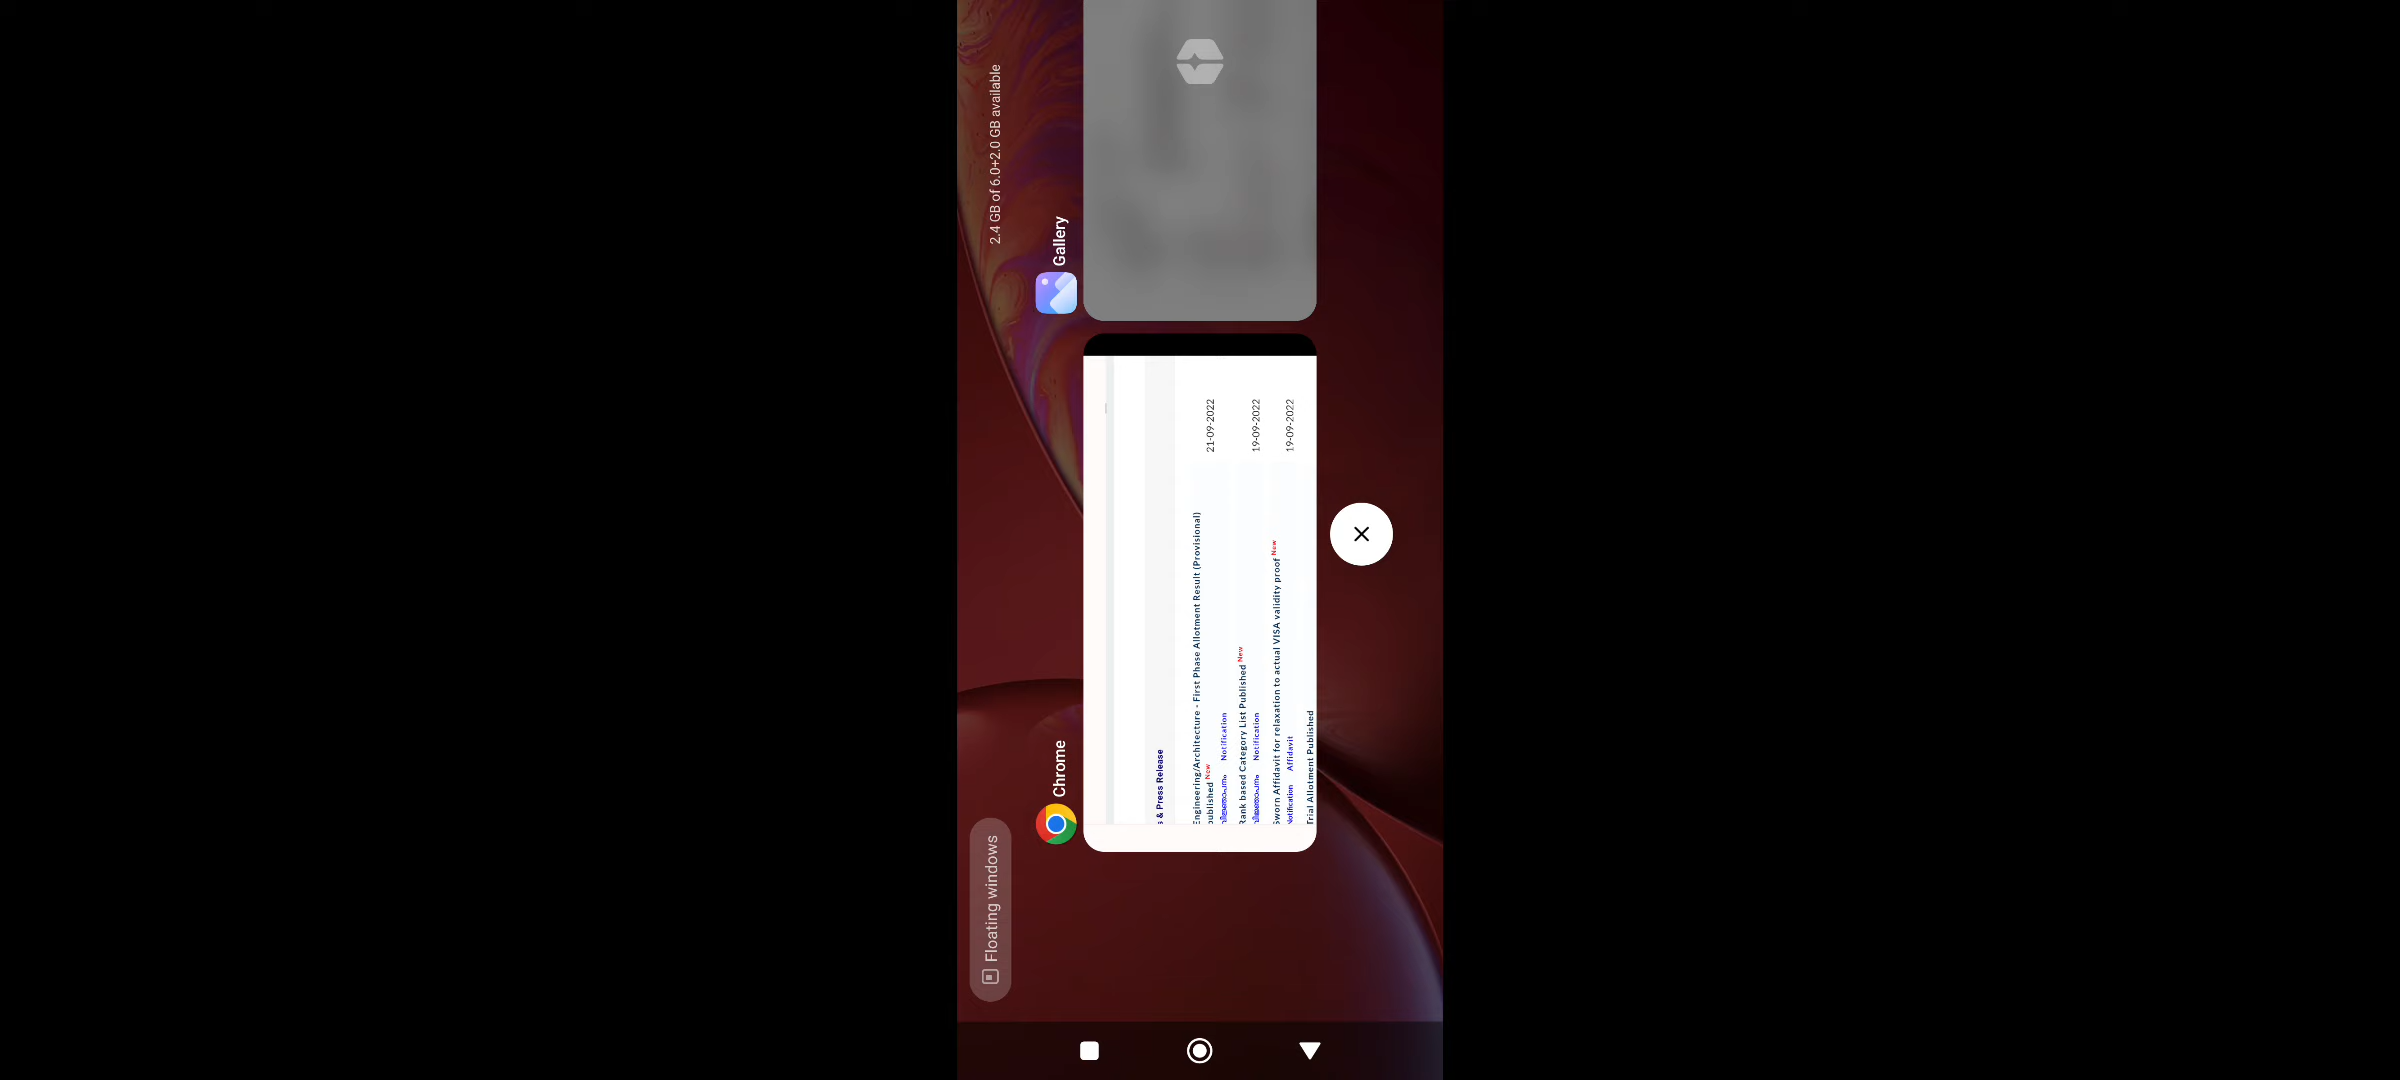 2.4 GB of 6.0+2.0 GB available
Gallery
Chrome
& Press Release
Engineering/Architecture - First Phase Allotment Result (Provisional)
ublished New
21-09-2022
Notification
Rank based Category List Published New
19-09-2022
Notification
Sworn Affidavit for relaxation to actual VISA validity proof New
19-09-2022
Notification Affidavit
Trial Allotment Published
Floating windows